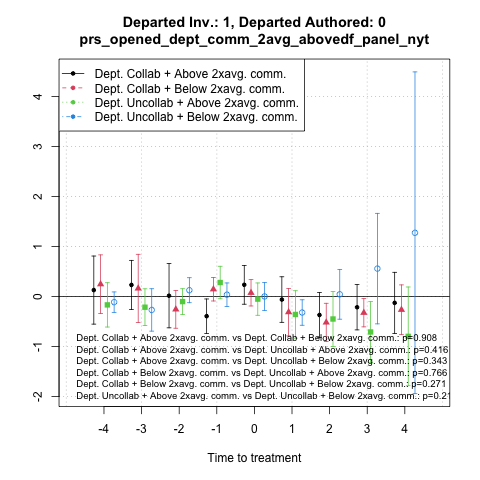 Departed Inv.: 1, Departed Authored: 0
prs_opened_dept_comm_2avg_abovedf_panel_nyt
Dept. Collab + Above 2xavg. comm.
Dept. Collab + Below 2xavg. comm.
Dept. Uncollab + Above 2xavg. comm.
Dept. Uncollab + Below 2xavg. comm.
4
3
2
1
0
-1
-2
Dept. Collab + Above 2xavg. comm. vs Dept. Collab + Below 2xavg. comm.: p=0.908
Dept. Collab + Above 2xavg. comm. vs Dept. Uncollab + Above 2xavg. comm.: p=0.416
Dept. Collab + Above 2xavg. comm. vs Dept. Uncollab + Below 2xavg. comm.: p=0.343
Dept. Collab + Below 2xavg. comm. vs Dept. Uncollab + Above 2xavg. comm.: p=0.766
Dept. Collab + Below 2xavg. comm. vs Dept. Uncollab + Below 2xavg. comm.: p=0.271
Dept. Uncollab + Above 2xavg. comm. vs Dept. Uncollab + Below 2xavg. comm.: p=0.21
-4 -3 -2 -1 0 1 2 3 4
Time to treatment